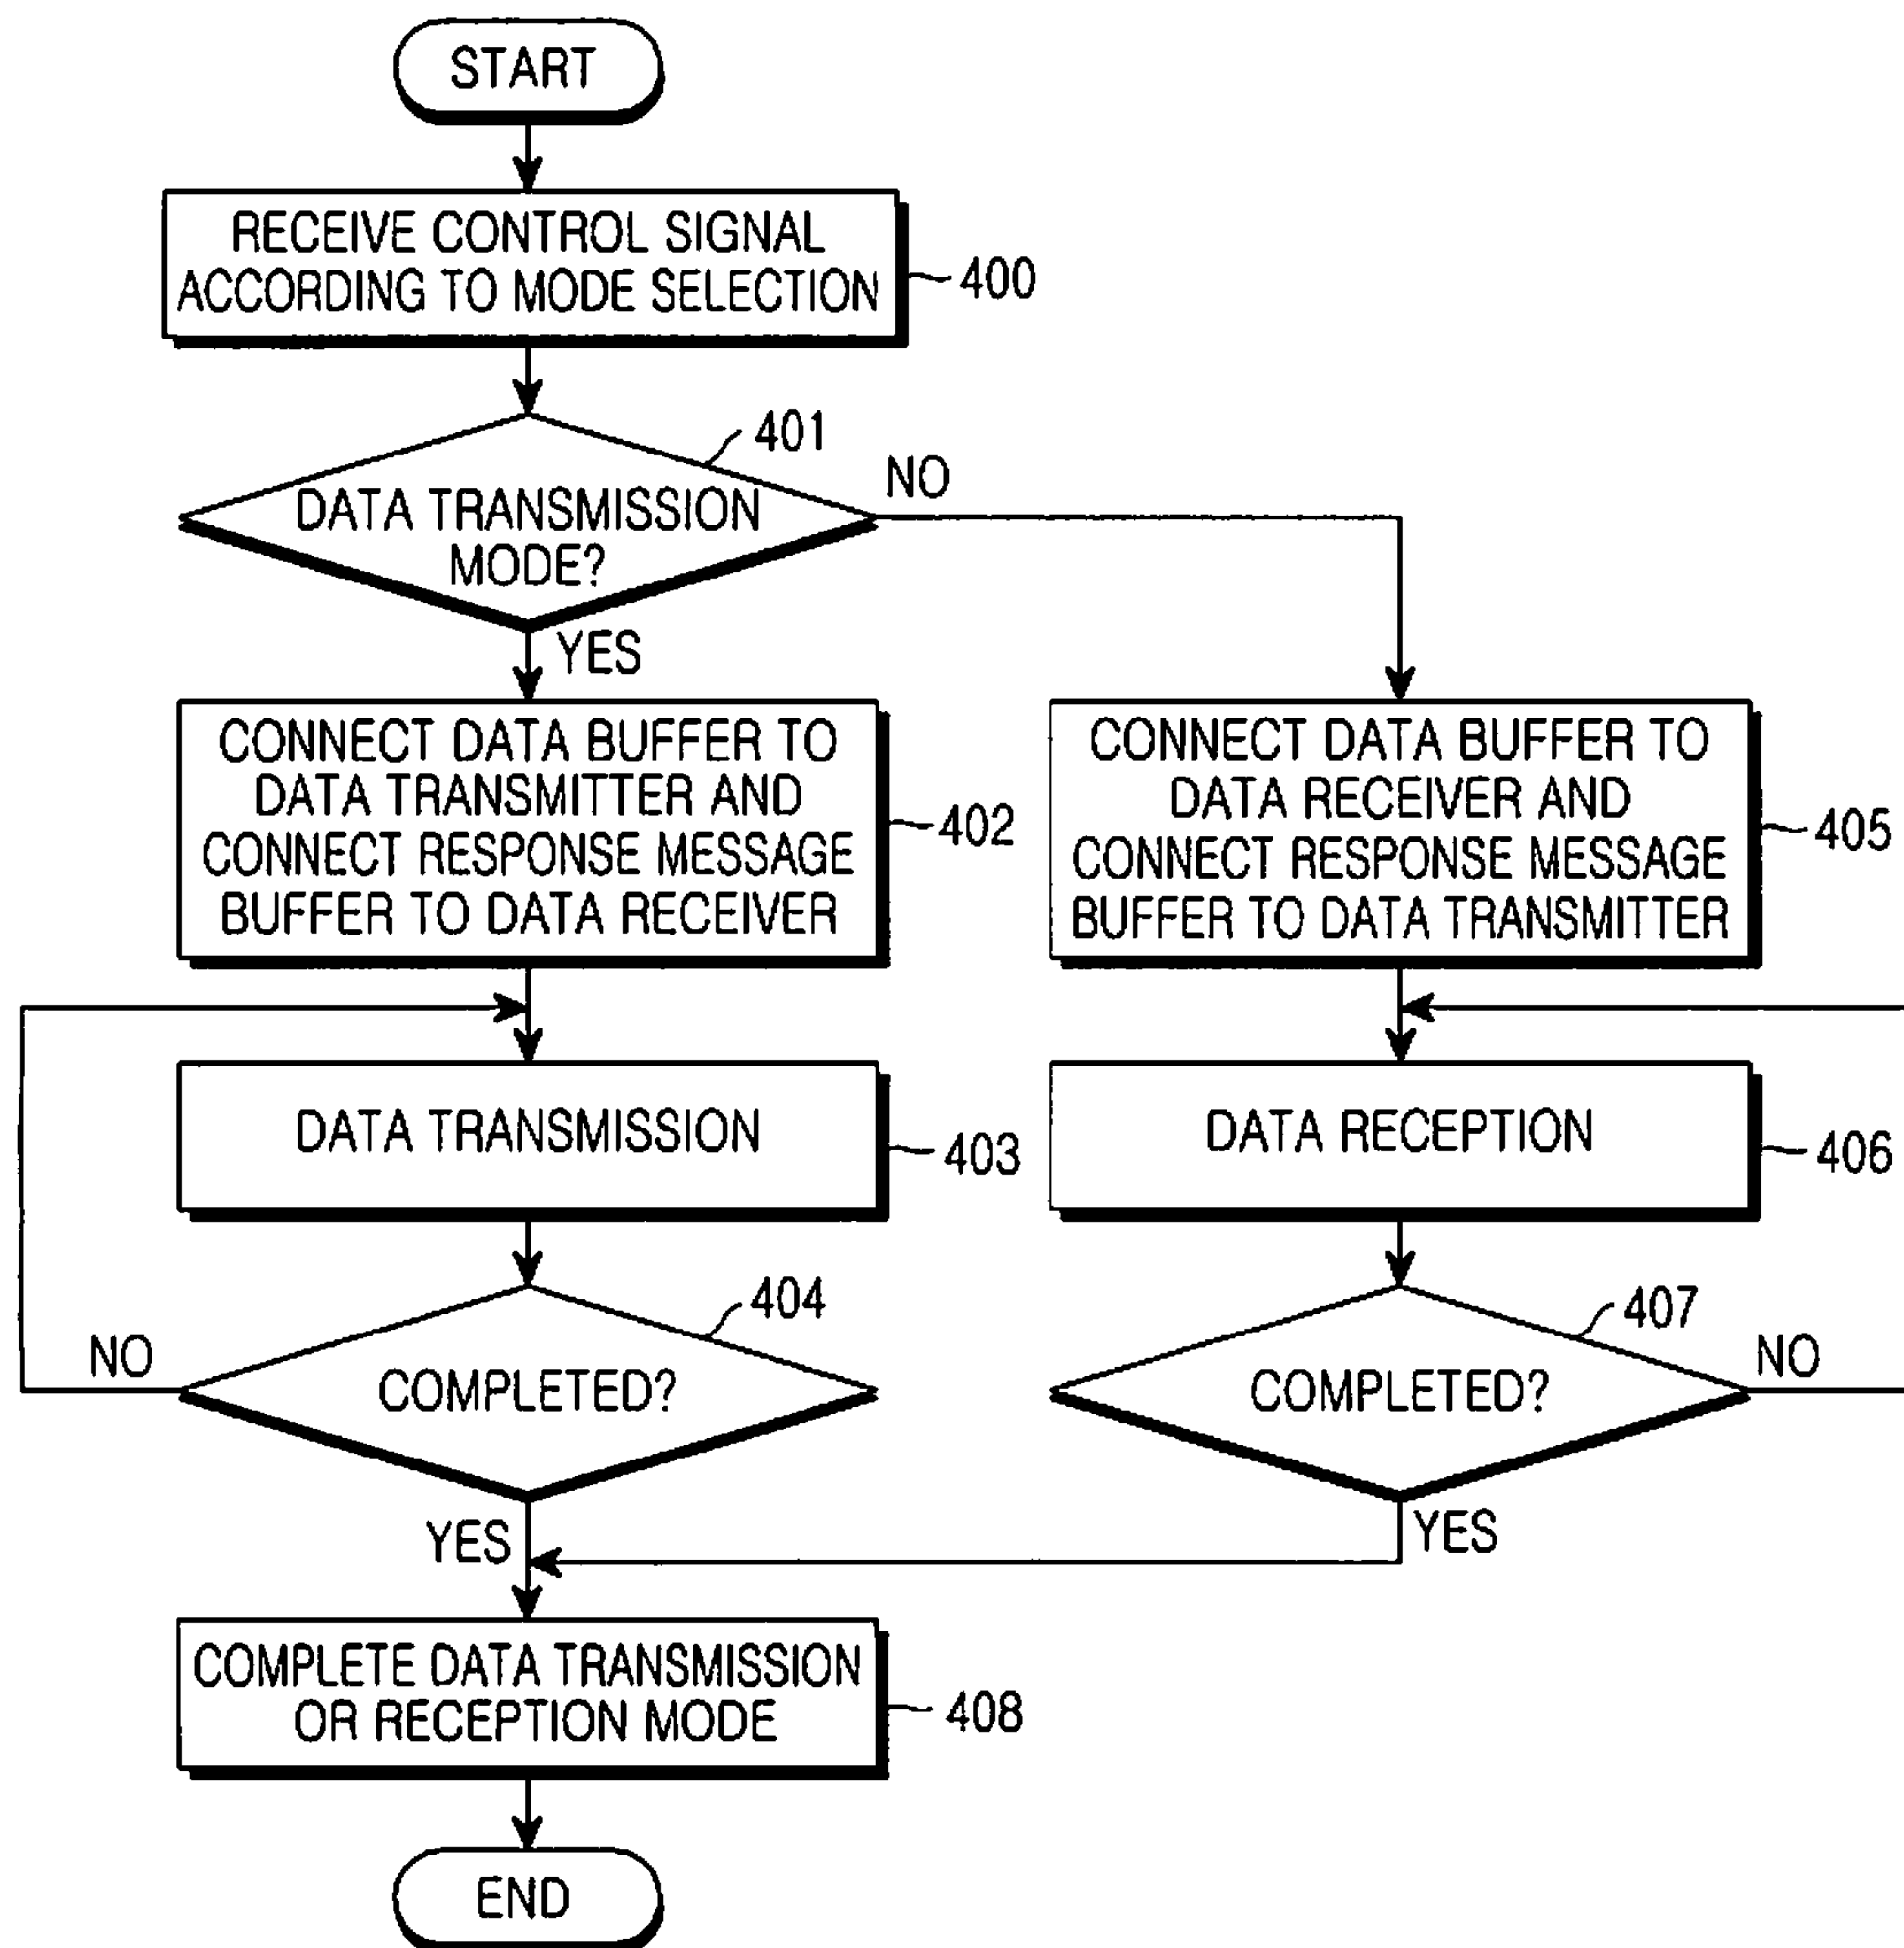 START
RECEIVE CONTROL SIGNAL
ACCORDING TO MODE SELECTION
400
401
DATA TRANSMISSION
MODE?
NO
YES
CONNECT DATA BUFFER TO
DATA TRANSMITTER AND
CONNECT RESPONSE MESSAGE
BUFFER TO DATA RECEIVER
402
CONNECT DATA BUFFER TO
DATA RECEIVER AND
CONNECT RESPONSE MESSAGE
BUFFER TO DATA TRANSMITTER
405
DATA TRANSMISSION
403
DATA RECEPTION
406
404
COMPLETED?
NO
YES
407
COMPLETED?
NO
YES
COMPLETE DATA TRANSMISSION
OR RECEPTION MODE
408
END